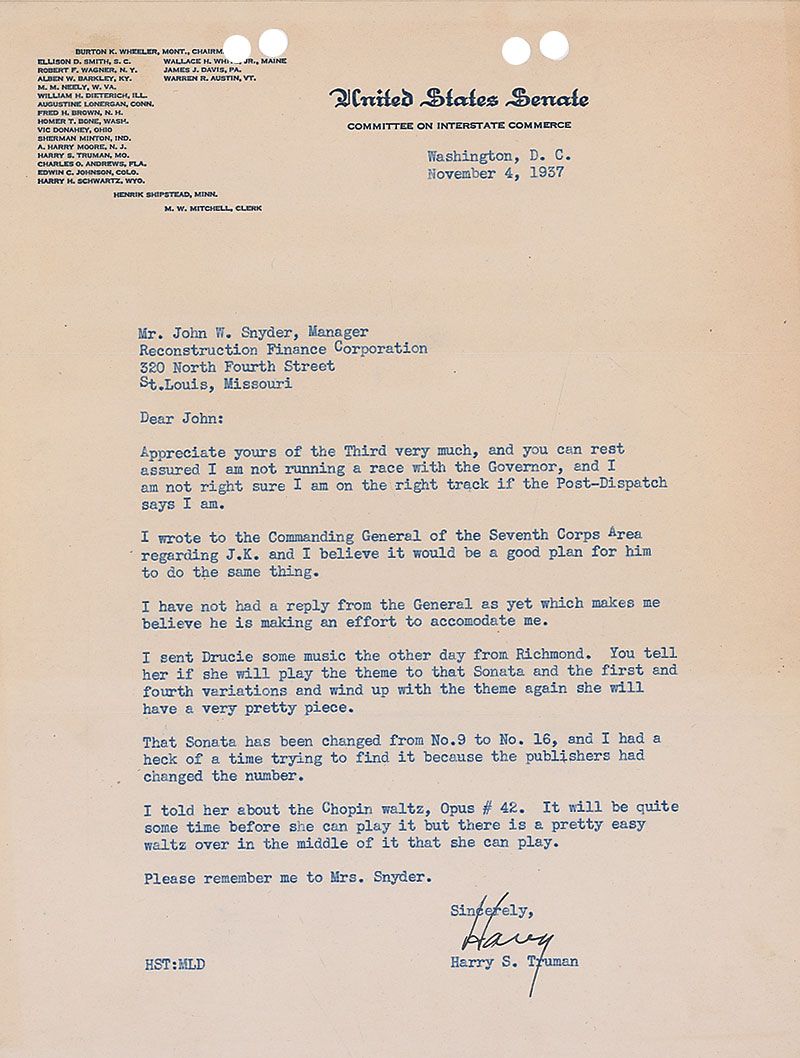 BURTON K. WHEELER, MONT., CHAIRM
ELLISON D. SMITH, S. C.
ROBERT F. WAGNER, N. Y.
ALBEN W. BARKLEY, KY.
M. M. NEELY, W. VA.
WILLIAM H. DIETERICH, ILL.
AUGUSTINE LONERGAN, CONN.
FRED H. BROWN, N. H.
HOMER T. BONE, WASH.
VIC DONAHEY, OHIO
SHERMAN MINTON, IND.
A. HARRY MOORE, N. J.
HARRY S. TRUMAN, MO.
CHARLES O. ANDREWS, FLA.
EDWIN C. JOHNSON, COLO.
HARRY H. SCHWARTZ, WYO.
WALLACE H. WHITE, JR., MAINE
JAMES J. DAVIS, PA.
WARREN R. AUSTIN, VT.
HENRIK SHIPSTEAD, MINN.
M. W. MITCHELL, CLERK
United States Senate
COMMITTEE ON INTERSTATE COMMERCE
Washington, D. C.
November 4, 1937
Mr. John W. Snyder, Manager
Reconstruction Finance Corporation
320 North Fourth Street
St.Louis, Missouri
Dear John:
Appreciate yours of the Third very much, and you can rest
assured I am not running a race with the Governor, and I
am not right sure I am on the right track if the Post-Dispatch
says I am.
I wrote to the Commanding General of the Seventh Corps Area
regarding J.K. and I believe it would be a good plan for him
to do the same thing.
I have not had a reply from the General as yet which makes me
believe he is making an effort to accomodate me.
I sent Drucie some music the other day from Richmond. You tell
her if she will play the theme to that Sonata and the first and
fourth variations and wind up with the theme again she will
have a very pretty piece.
That Sonata has been changed from No.9 to No. 16, and I had a
heck of a time trying to find it because the publishers had
changed the number.
I told her about the Chopin waltz, Opus # 42. It will be quite
some time before she can play it but there is a pretty easy
waltz over in the middle of it that she can play.
Please remember me to Mrs. Snyder.
Sincerely,
Harry
Harry S. Truman
HST:MLD